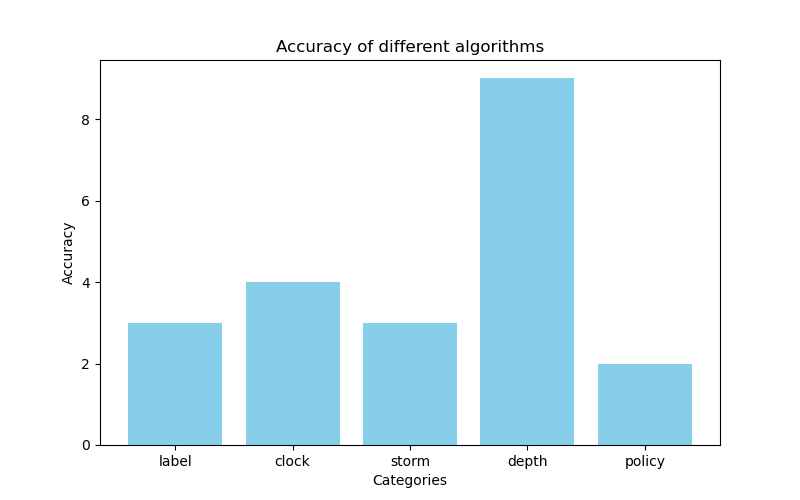 Accuracy of different algorithms
Accuracy
8
6
4
2
0
label clock storm depth policy
Categories